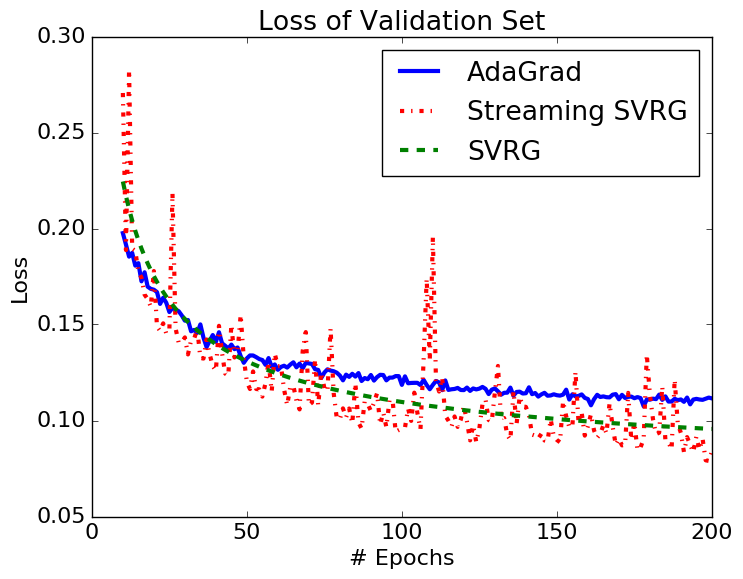 Loss of Validation Set
0.30
0.25
0.20
0.15
0.10
0.05
Loss
AdaGrad
Streaming SVRG
SVRG
0
50
100
150
200
# Epochs